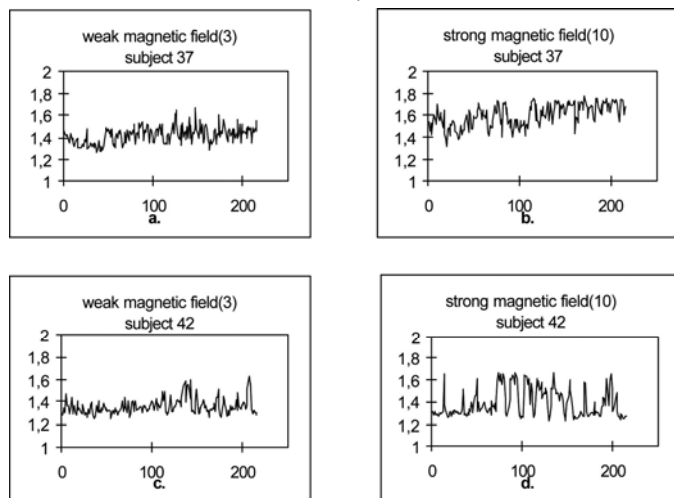 weak magnetic field(3)
subject 37
2
1,8
1,6
1,4
1,2
1
0 100 200
a.
strong magnetic field(10)
subject 37
2
1,8
1,6
1,4
1,2
1
0 100 200
b.
weak magnetic field(3)
subject 42
2
1,8
1,6
1,4
1,2
1
0 100 200
c.
strong magnetic field(10)
subject 42
2
1,8
1,6
1,4
1,2
1
0 100 200
d.